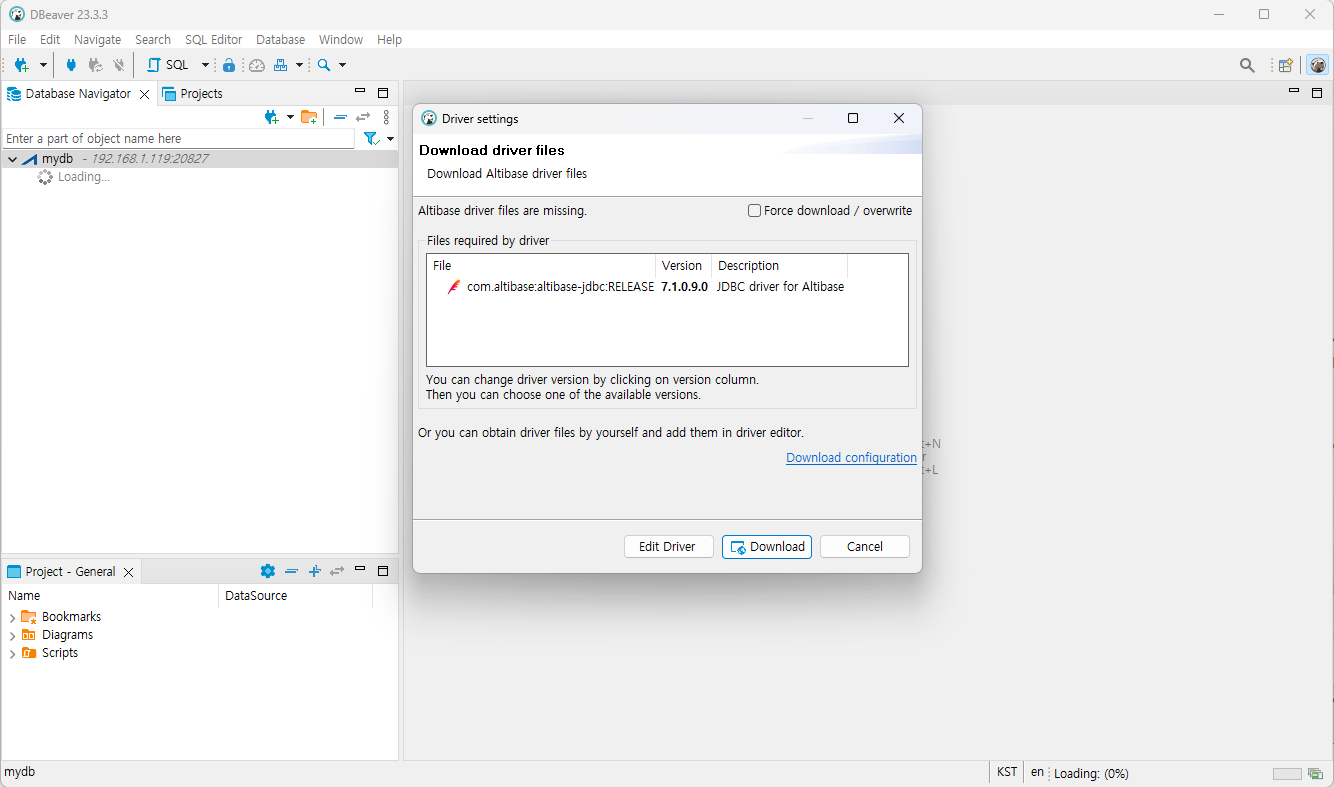 DBeaver 23.3.3
File Edit Navigate Search SQL Editor Database Window Help
SQL
Database Navigator Projects
Enter a part of object name here
mydb - 192.168.1.119:20827
Loading...
Driver settings
Download driver files
Download Altibase driver files
Altibase driver files are missing.
Force download / overwrite
Files required by driver
File Version Description
com.altibase:altibase-jdbc:RELEASE 7.1.0.9.0 JDBC driver for Altibase
You can change driver version by clicking on version column.
Then you can choose one of the available versions.
Or you can obtain driver files by yourself and add them in driver editor.
Download configuration
Edit Driver Download Cancel
+N
r
+L
Project - General
Name DataSource
Bookmarks
Diagrams
Scripts
mydb
KST en Loading: (0%)